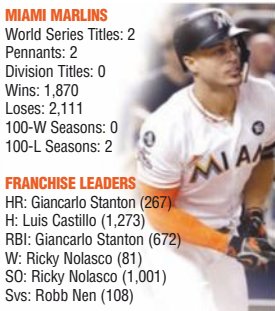 MIAMI MARLINS
World Series Titles: 2
Pennants: 2
Division Titles: 0
Wins: 1,870
Loses: 2,111
100-W Seasons: 0
100-L Seasons: 2
FRANCHISE LEADERS
HR: Giancarlo Stanton (267)
H: Luis Castillo (1,273)
RBI: Giancarlo Stanton (672)
W: Ricky Nolasco (81)
SO: Ricky Nolasco (1,001)
Svs: Robb Nen (108)
MIAMI